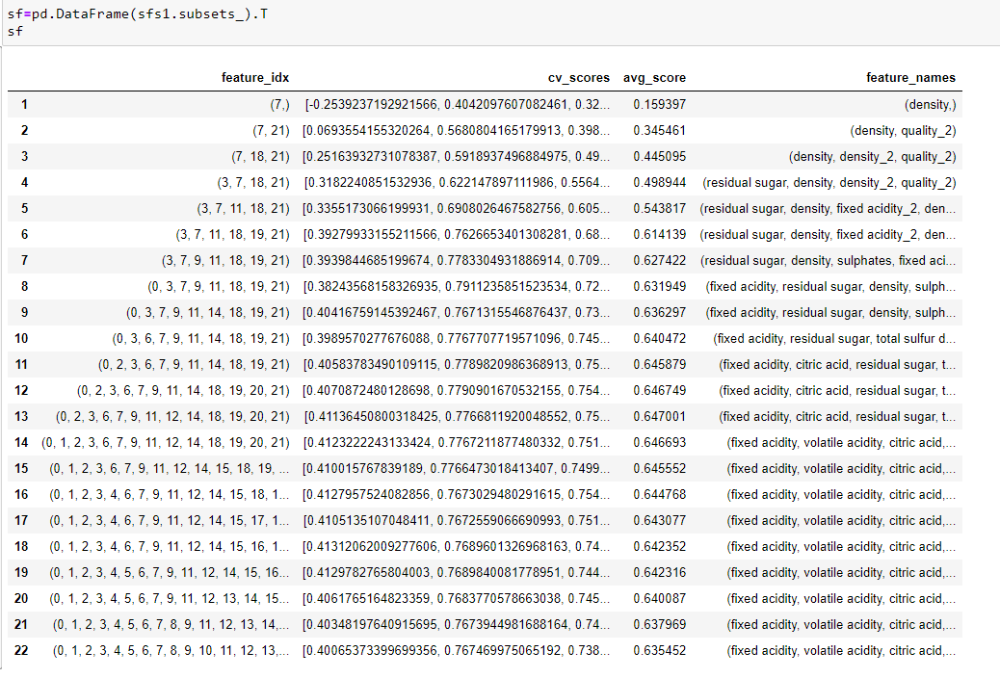 sf=pd.DataFrame(sfs1.subsets_).T
sf
feature_idx cv_scores avg_score feature_names
1 (7,) [-0.2539237192921566, 0.4042097607082461, 0.32... 0.159397 (density,)
2 (7, 21) [0.0693554155320264, 0.5680804165179913, 0.398... 0.345461 (density, quality_2)
3 (7, 18, 21) [0.25163932731078387, 0.5918937496884975, 0.49... 0.445095 (density, density_2, quality_2)
4 (3, 7, 18, 21) [0.3182240851532936, 0.622147897111986, 0.5564... 0.498944 (residual sugar, density, density_2, quality_2)
5 (3, 7, 11, 18, 21) [0.3355173066199931, 0.6908026467582756, 0.605... 0.543817 (residual sugar, density, fixed acidity_2, den...
6 (3, 7, 11, 18, 19, 21) [0.39279933155211566, 0.7626653401308281, 0.68... 0.614139 (residual sugar, density, fixed acidity_2, den...
7 (3, 7, 9, 11, 18, 19, 21) [0.3939844685199674, 0.7783304931886914, 0.709... 0.627422 (residual sugar, density, sulphates, fixed aci...
8 (0, 3, 7, 9, 11, 18, 19, 21) [0.38243568158326935, 0.7911235851523534, 0.72... 0.631949 (fixed acidity, residual sugar, density, sulph...
9 (0, 3, 7, 9, 11, 14, 18, 19, 21) [0.40416759145392467, 0.7671315546876437, 0.73... 0.636297 (fixed acidity, residual sugar, density, sulph...
10 (0, 3, 6, 7, 9, 11, 14, 18, 19, 21) [0.3989570277676088, 0.7767707719571096, 0.745... 0.640472 (fixed acidity, residual sugar, total sulfur d...
11 (0, 2, 3, 6, 7, 9, 11, 14, 18, 19, 21) [0.40583783490109115, 0.7789820986368913, 0.75... 0.645879 (fixed acidity, citric acid, residual sugar, t...
12 (0, 2, 3, 6, 7, 9, 11, 14, 18, 19, 20, 21) [0.4070872480128698, 0.7790901670532155, 0.754... 0.646749 (fixed acidity, citric acid, residual sugar, t...
13 (0, 2, 3, 6, 7, 9, 11, 12, 14, 18, 19, 20, 21) [0.41136450800318425, 0.7766811920048552, 0.75... 0.647001 (fixed acidity, citric acid, residual sugar, t...
14 (0, 1, 2, 3, 6, 7, 9, 11, 12, 14, 18, 19, 20, 21) [0.4123222243133424, 0.7767211877480332, 0.751... 0.646693 (fixed acidity, volatile acidity, citric acid,...
15 (0, 1, 2, 3, 6, 7, 9, 11, 12, 14, 15, 18, 19, ... [0.410015767839189, 0.7766473018413407, 0.7499... 0.645552 (fixed acidity, volatile acidity, citric acid,...
16 (0, 1, 2, 3, 4, 6, 7, 9, 11, 12, 14, 15, 18, 1... [0.4127957524082856, 0.7673029480291615, 0.754... 0.644768 (fixed acidity, volatile acidity, citric acid,...
17 (0, 1, 2, 3, 4, 6, 7, 9, 11, 12, 14, 15, 17, 1... [0.4105135107048411, 0.7672559066690993, 0.751... 0.643077 (fixed acidity, volatile acidity, citric acid,...
18 (0, 1, 2, 3, 4, 6, 7, 9, 11, 12, 14, 15, 16, 1... [0.41312062009277606, 0.7689601326968163, 0.74... 0.642352 (fixed acidity, volatile acidity, citric acid,...
19 (0, 1, 2, 3, 4, 5, 6, 7, 9, 11, 12, 14, 15, 16... [0.4129782765804003, 0.7689840081778951, 0.744... 0.642316 (fixed acidity, volatile acidity, citric acid,...
20 (0, 1, 2, 3, 4, 5, 6, 7, 9, 11, 12, 13, 14, 15... [0.4061765164823359, 0.7683770578663038, 0.745... 0.640087 (fixed acidity, volatile acidity, citric acid,...
21 (0, 1, 2, 3, 4, 5, 6, 7, 8, 9, 11, 12, 13, 14,... [0.40348197640915695, 0.76739449816881​64, 0.74... 0.637969 (fixed acidity, volatile acidity, citric acid,...
22 (0, 1, 2, 3, 4, 5, 6, 7, 8, 9, 10, 11, 12, 13,... [0.40065373399699356, 0.767469975065192, 0.738... 0.635452 (fixed acidity, volatile acidity, citric acid,...